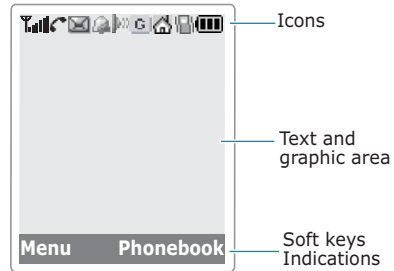 G
Icons
Text and
graphic area
Menu Phonebook
Soft keys
Indications